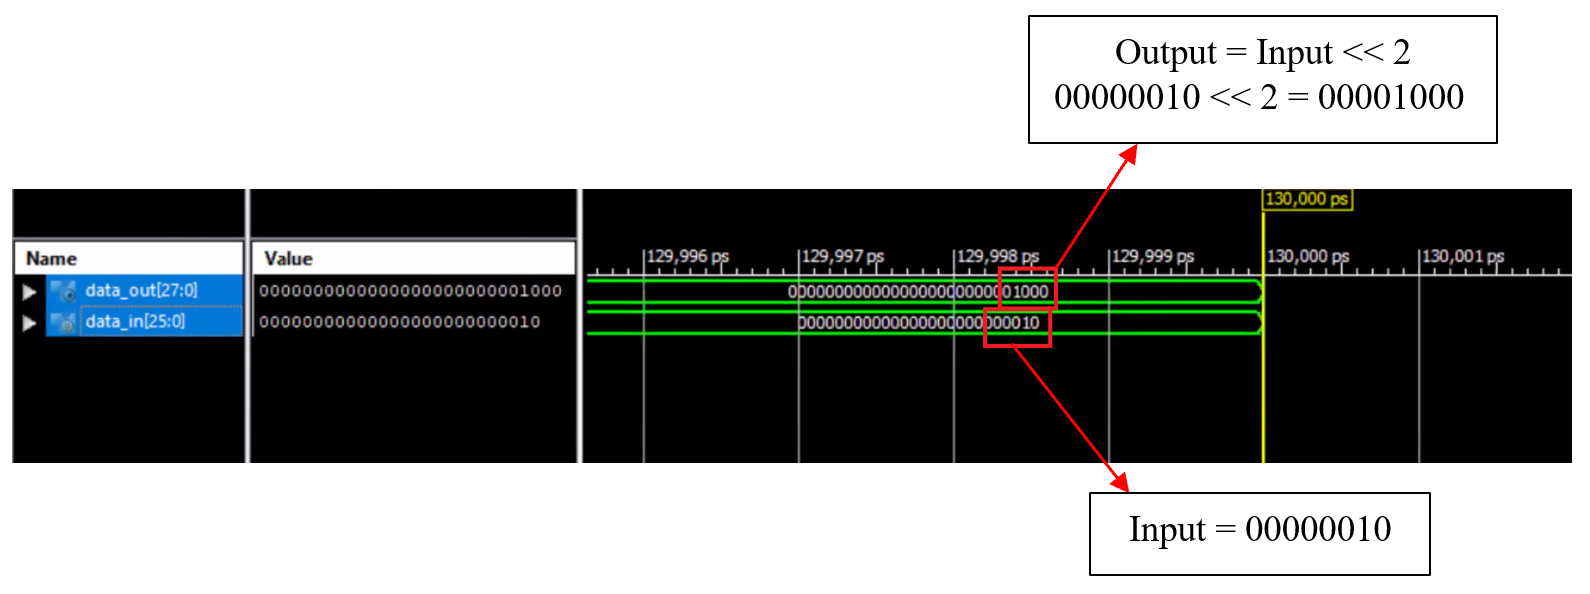 Output = Input << 2
00000010 << 2 = 00001000
130,000 ps
Name
Value
129,996 ps
129,997 ps
129,998 ps
129,999 ps
130,000 ps
130,001 ps
data_out[27:0]
0000000000000000000000001000
0000000000000000000000001000
data_in[25:0]
00000000000000000000000010
00000000000000000000000010
Input = 00000010